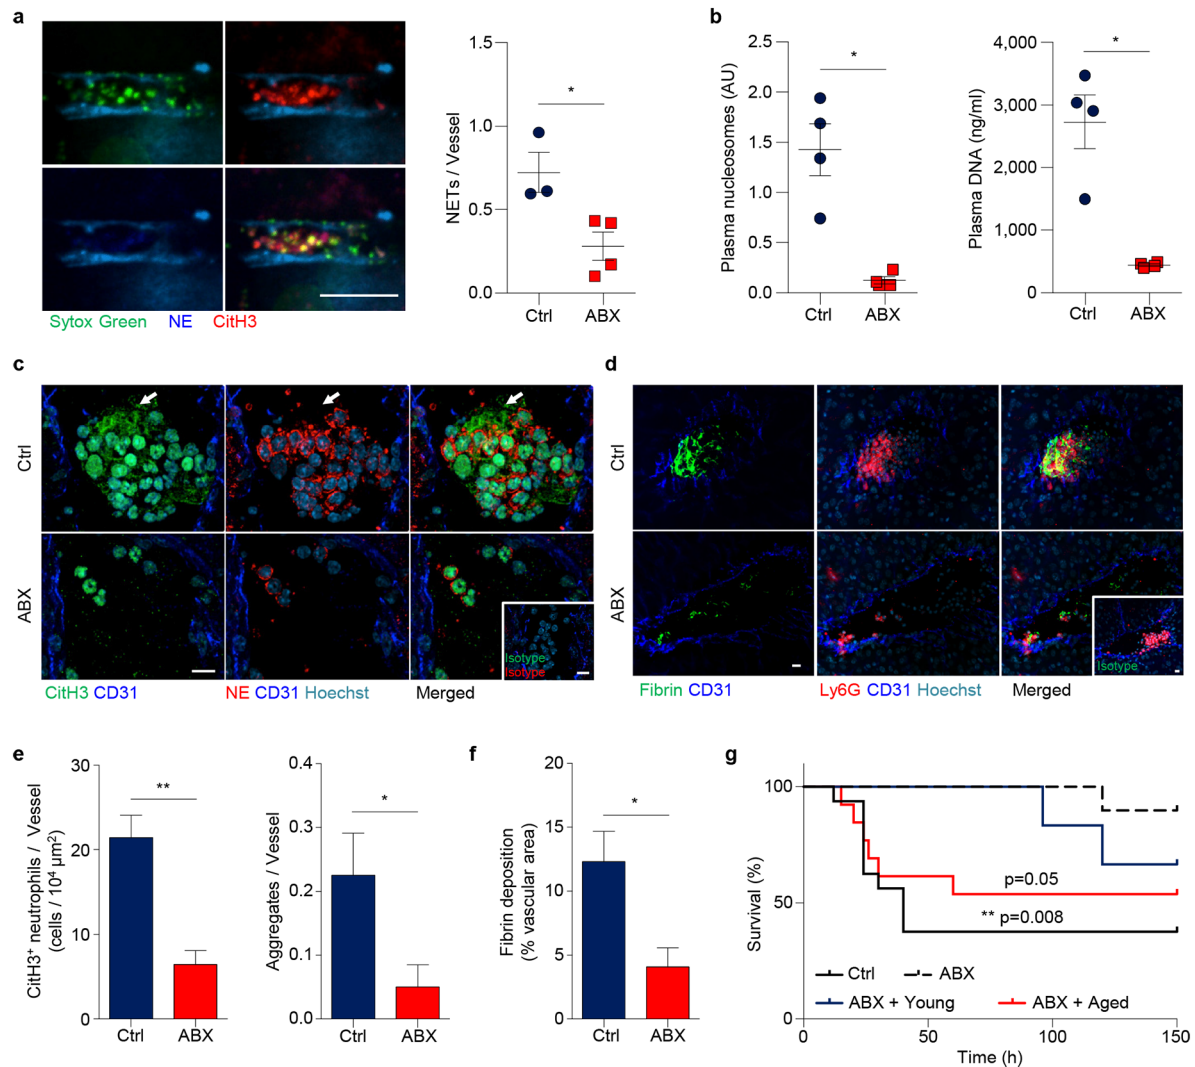 a
Sytox Green NE CitH3
NETs / Vessel
1.5
1.0
0.5
0.0
*
Ctrl ABX
b
Plasma nucleosomes (AU)
2.5
2.0
1.5
1.0
0.5
0.0
*
Ctrl ABX
Plasma DNA (ng/ml)
4,000
3,000
2,000
1,000
0
*
Ctrl ABX
c
Ctrl
ABX
Isotype
Isotype
CitH3 CD31
NE CD31 Hoechst
Merged
d
Ctrl
ABX
Isotype
Fibrin CD31
Ly6G CD31 Hoechst
Merged
e
CitH3⁺ neutrophils / Vessel
(cells / 10⁴ µm²)
30
20
10
0
**
Ctrl ABX
Aggregates / Vessel
0.4
0.3
0.2
0.1
0.0
*
Ctrl ABX
f
Fibrin deposition
(% vascular area)
20
15
10
5
0
*
Ctrl ABX
g
Survival (%)
100
50
0
p=0.05
** p=0.008
Ctrl ABX
ABX + Young ABX + Aged
0 50 100 150
Time (h)